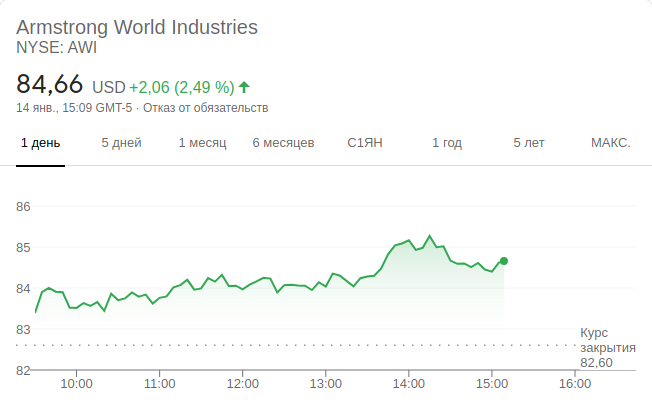 Armstrong World Industries
NYSE: AWI
84,66 USD +2,06 (2,49 %)
14 янв., 15:09 GMT-5 · Отказ от обязательств
1 день 5 дней 1 месяц 6 месяцев С1ЯН 1 год 5 лет МАКС.
86
85
84
83
Курс
закрытия
82,60
82
10:00 11:00 12:00 13:00 14:00 15:00 16:00